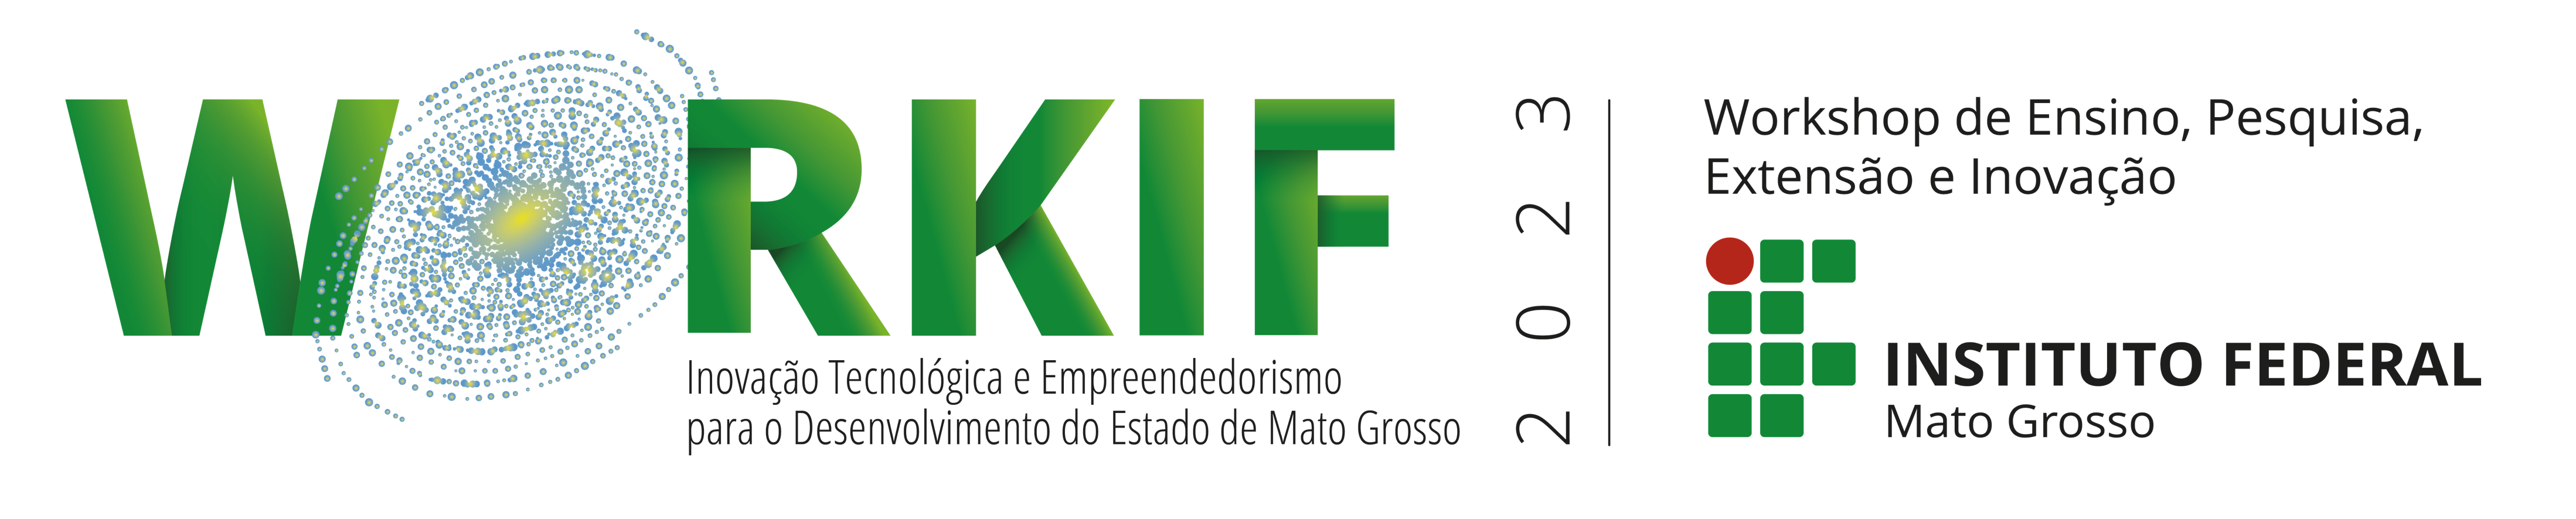 WORKIF
Inovação Tecnológica e Empreendedorismo
para o Desenvolvimento do Estado de Mato Grosso
2023
Workshop de Ensino, Pesquisa,
Extensão e Inovação
INSTITUTO FEDERAL
Mato Grosso